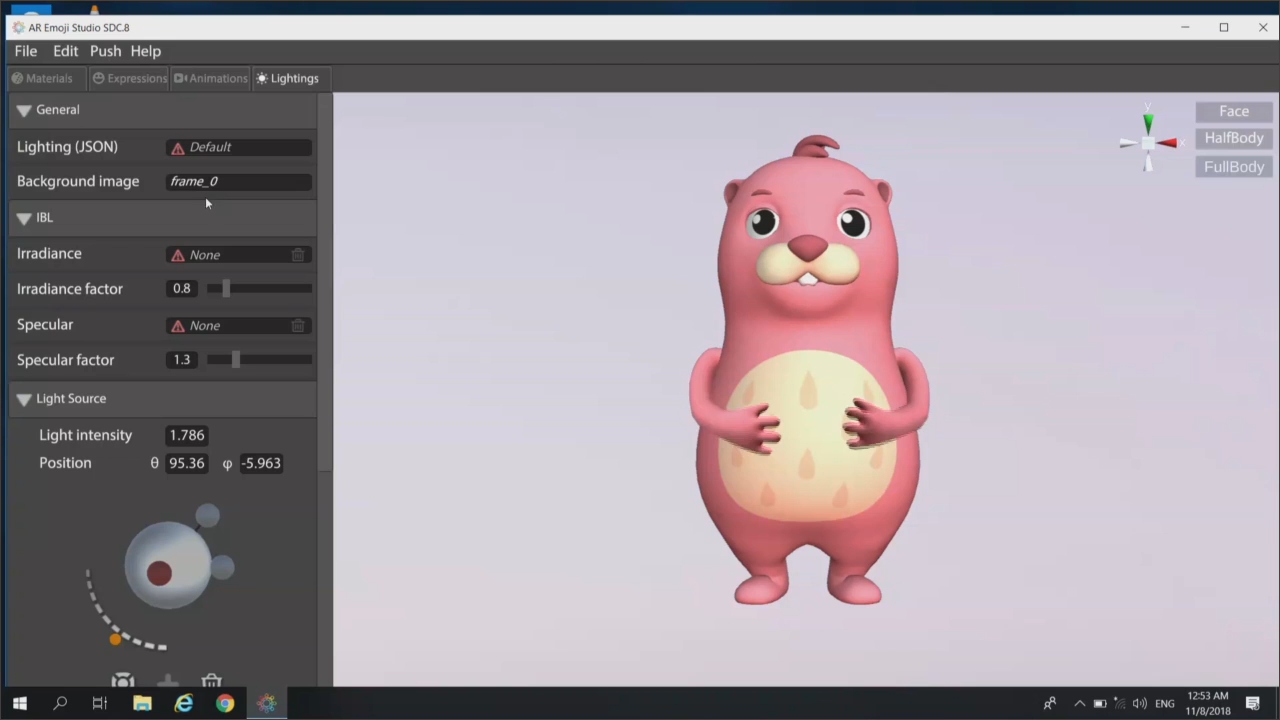 AR Emoji Studio SDC.8
File Edit Push Help
Materials Expressions Animations Lightings
General
Lighting (JSON) Default
Background image frame_0
IBL
Irradiance None
Irradiance factor 0.8
Specular None
Specular factor 1.3
Light Source
Light intensity 1.786
Position θ 95.36 φ -5.963
y
x
Face
HalfBody
FullBody
ENG
12:53 AM
11/8/2018